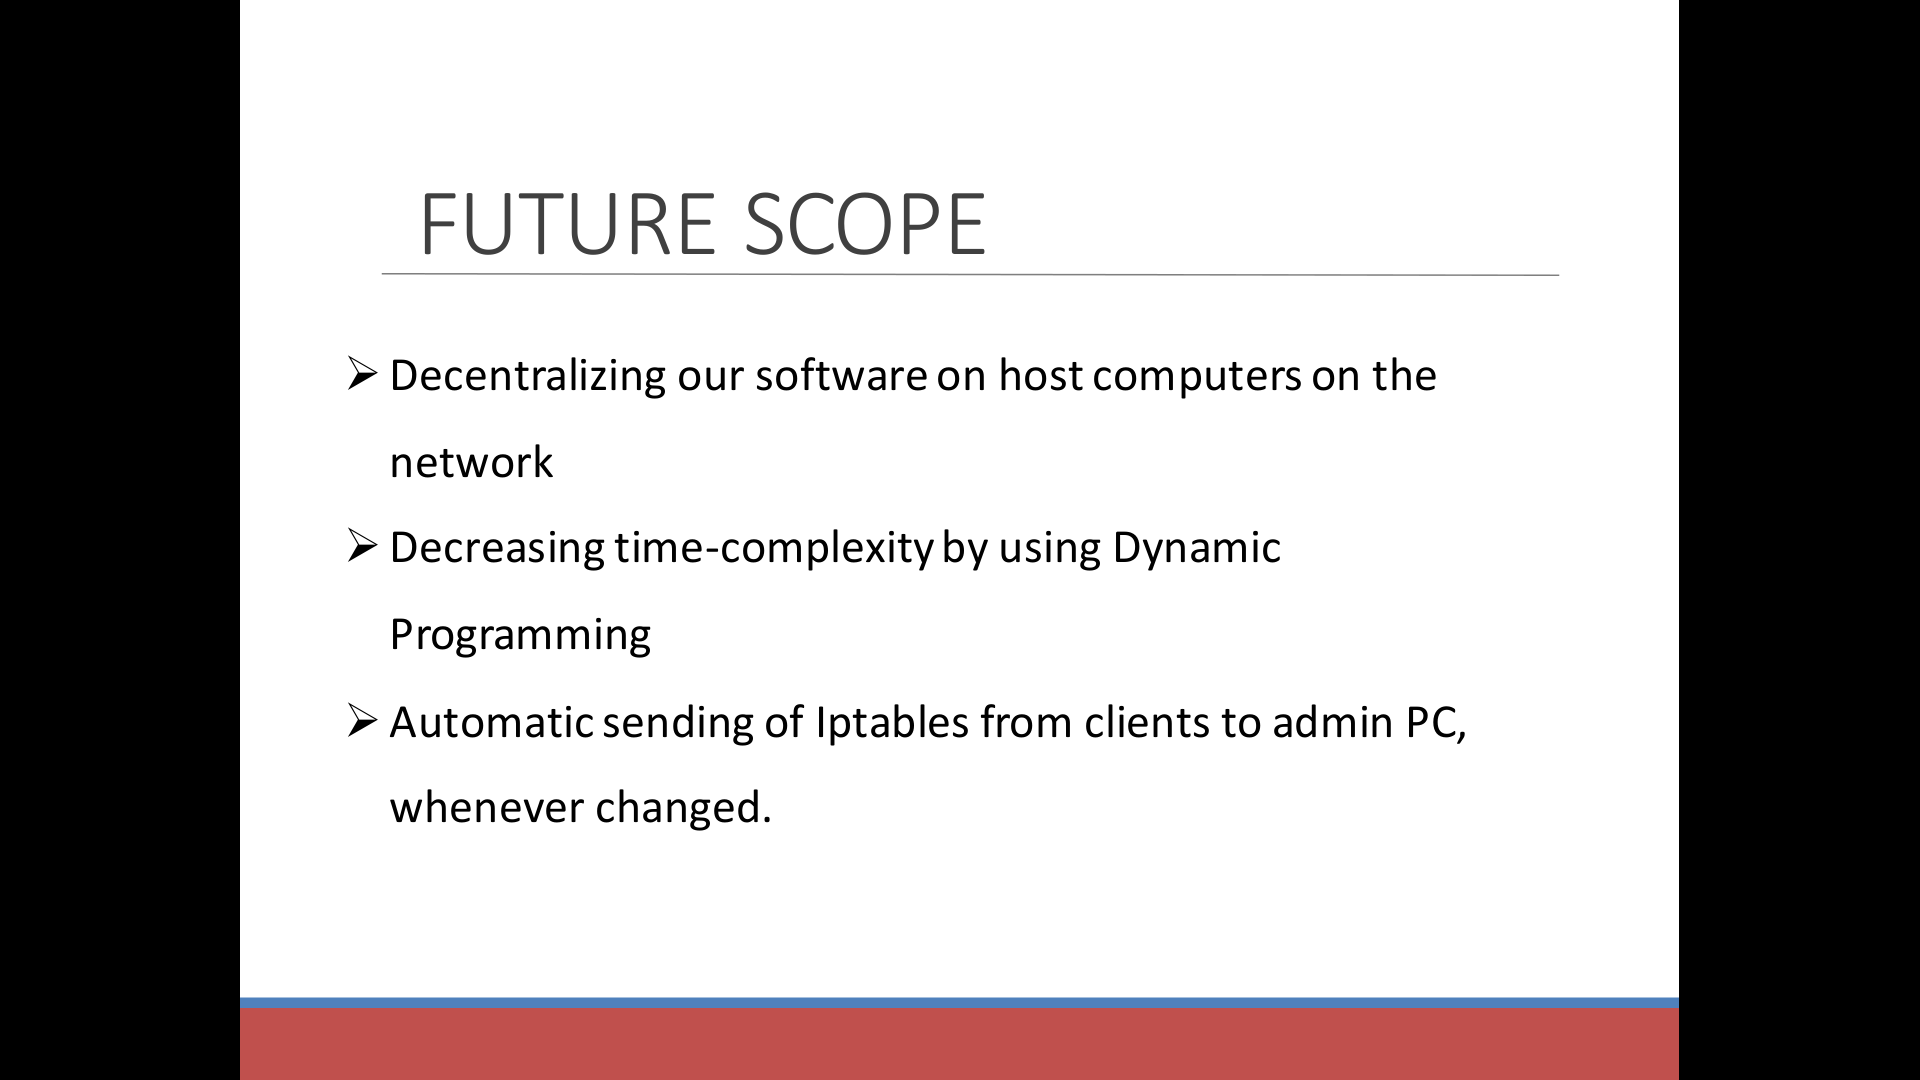 FUTURE SCOPE
➢ Decentralizing our software on host computers on the
network
➢ Decreasing time-complexity by using Dynamic
Programming
➢ Automatic sending of Iptables from clients to admin PC,
whenever changed.